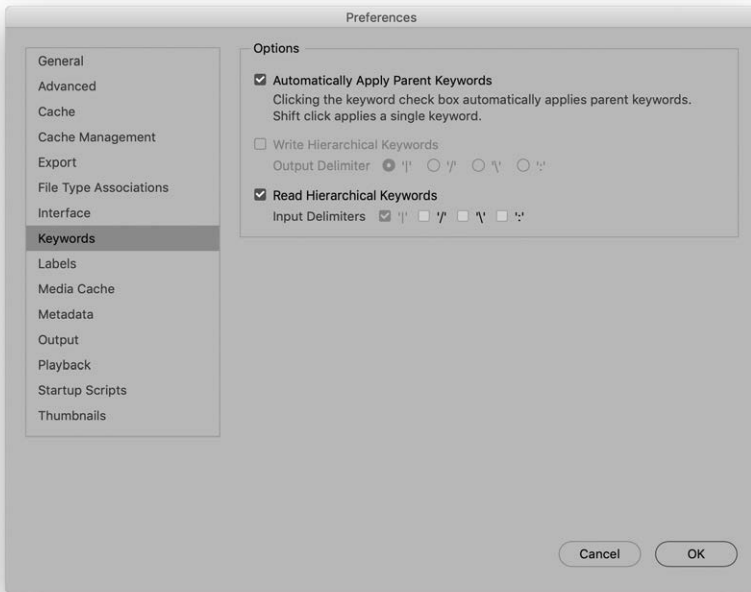 Preferences
General
Advanced
Cache
Cache Management
Export
File Type Associations
Interface
Keywords
Labels
Media Cache
Metadata
Output
Playback
Startup Scripts
Thumbnails
Options
Automatically Apply Parent Keywords
Clicking the keyword check box automatically applies parent keywords.
Shift click applies a single keyword.
Write Hierarchical Keywords
Output Delimiter '|' '/' '\' ':'
Read Hierarchical Keywords
Input Delimiters '|' '/' '\' ':'
Cancel OK